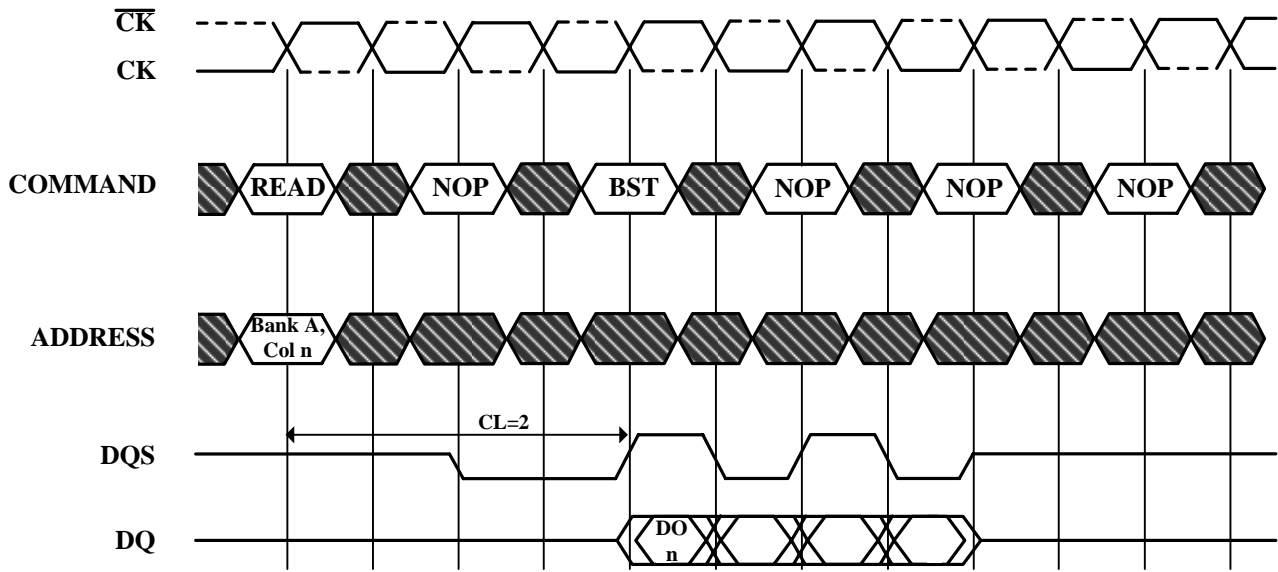 CK
CK
COMMAND READ NOP BST NOP NOP NOP
ADDRESS Bank A,
Col n
CL=2
DQS
DQ DO
n